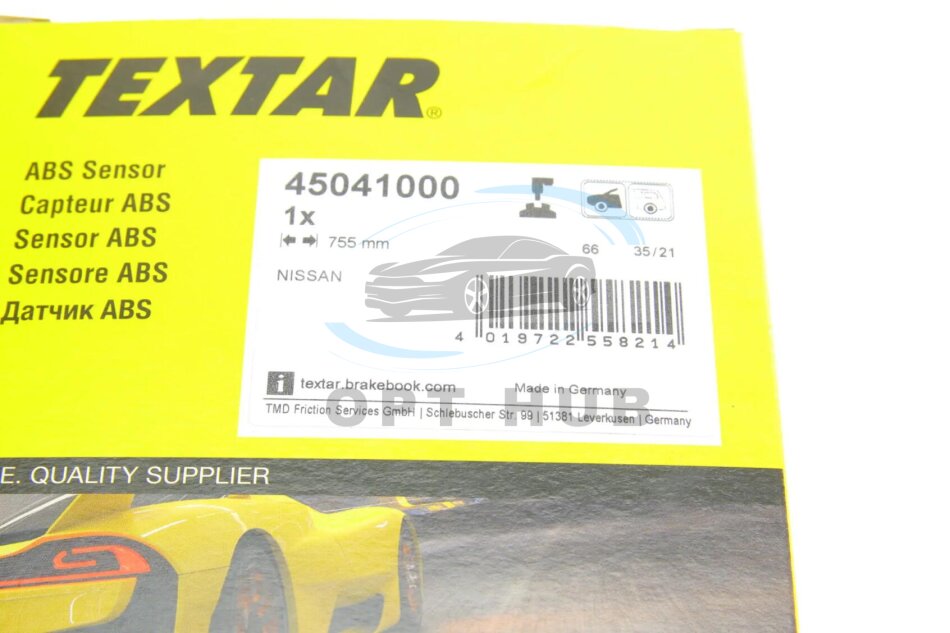 TEXTAR®
ABS Sensor
Capteur ABS
Sensor ABS
Sensore ABS
Датчик ABS
45041000
1x
755 mm
NISSAN
66 35/21
4 019722 558214
i textar.brakebook.com Made in Germany
TMD Friction Services GmbH | Schlebuscher Str. 99 | 51381 Leverkusen | Germany
OPT HUB
E. QUALITY SUPPLIER